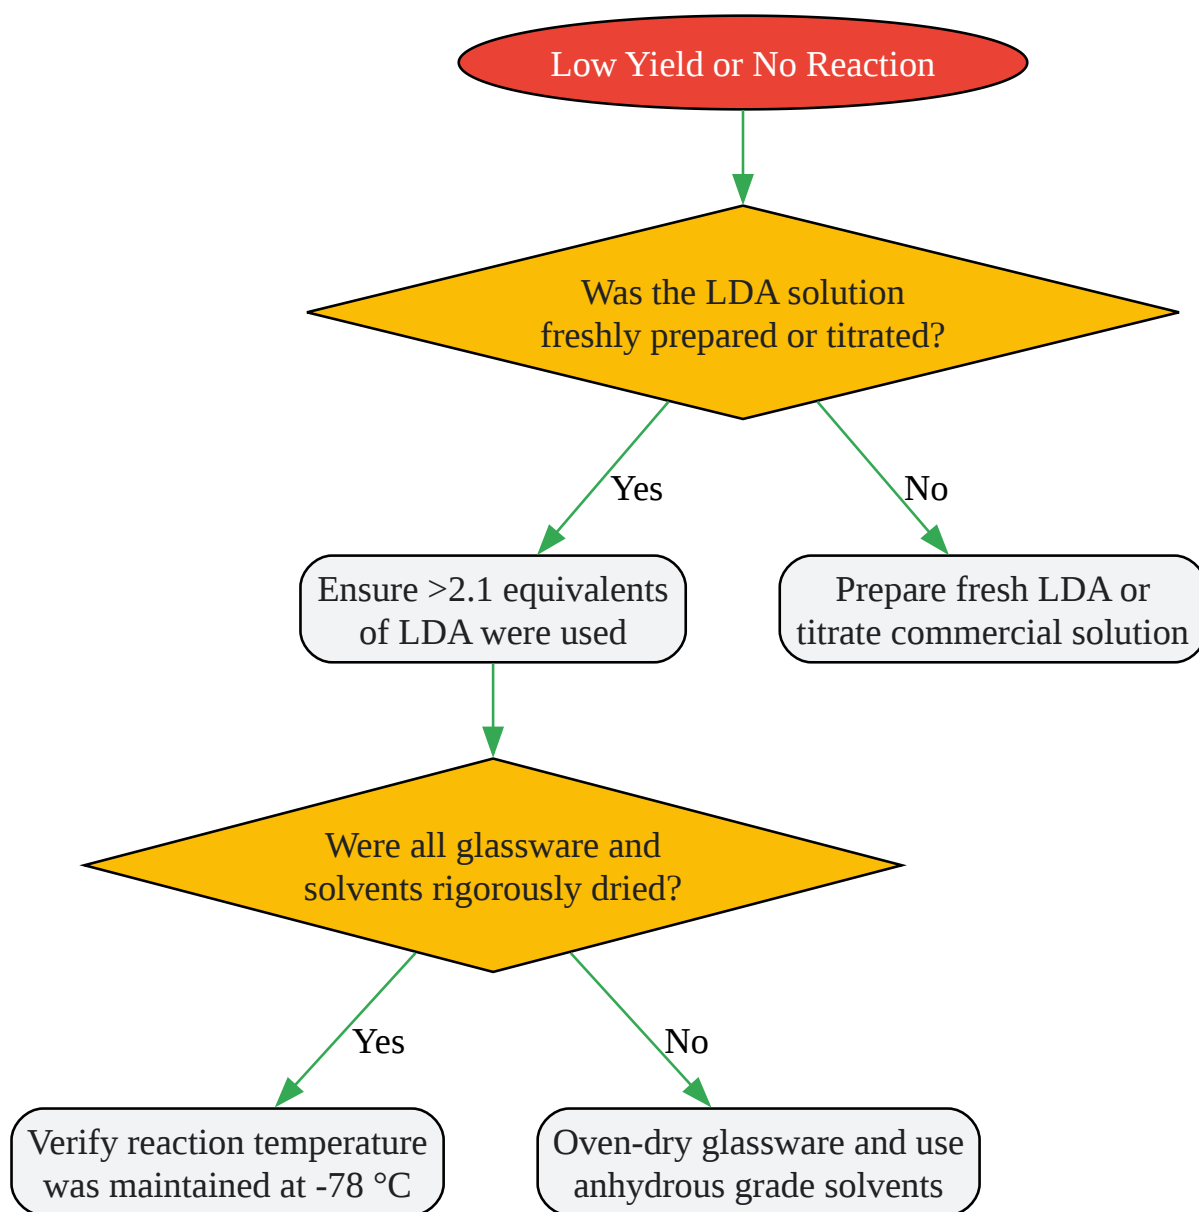 Low Yield or No Reaction
Was the LDA solution
freshly prepared or titrated?
Yes
No
Ensure >2.1 equivalents
of LDA were used
Prepare fresh LDA or
titrate commercial solution
Were all glassware and
solvents rigorously dried?
Yes
No
Verify reaction temperature
was maintained at -78 °C
Oven-dry glassware and use
anhydrous grade solvents